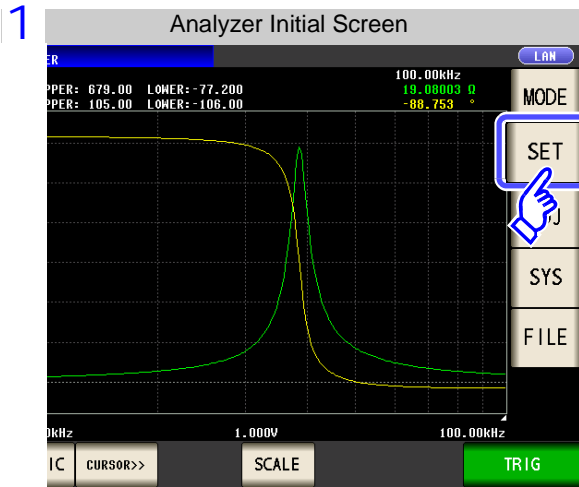 1
Analyzer Initial Screen
ER
LAN
100.00kHz
PPER: 679.00 LOWER:-77.200 19.08003 Ω
PPER: 105.00 LOWER:-106.00 -88.753 °
MODE
SET
J
SYS
FILE
0kHz 1.000V 100.00kHz
IC CURSOR>> SCALE TRIG